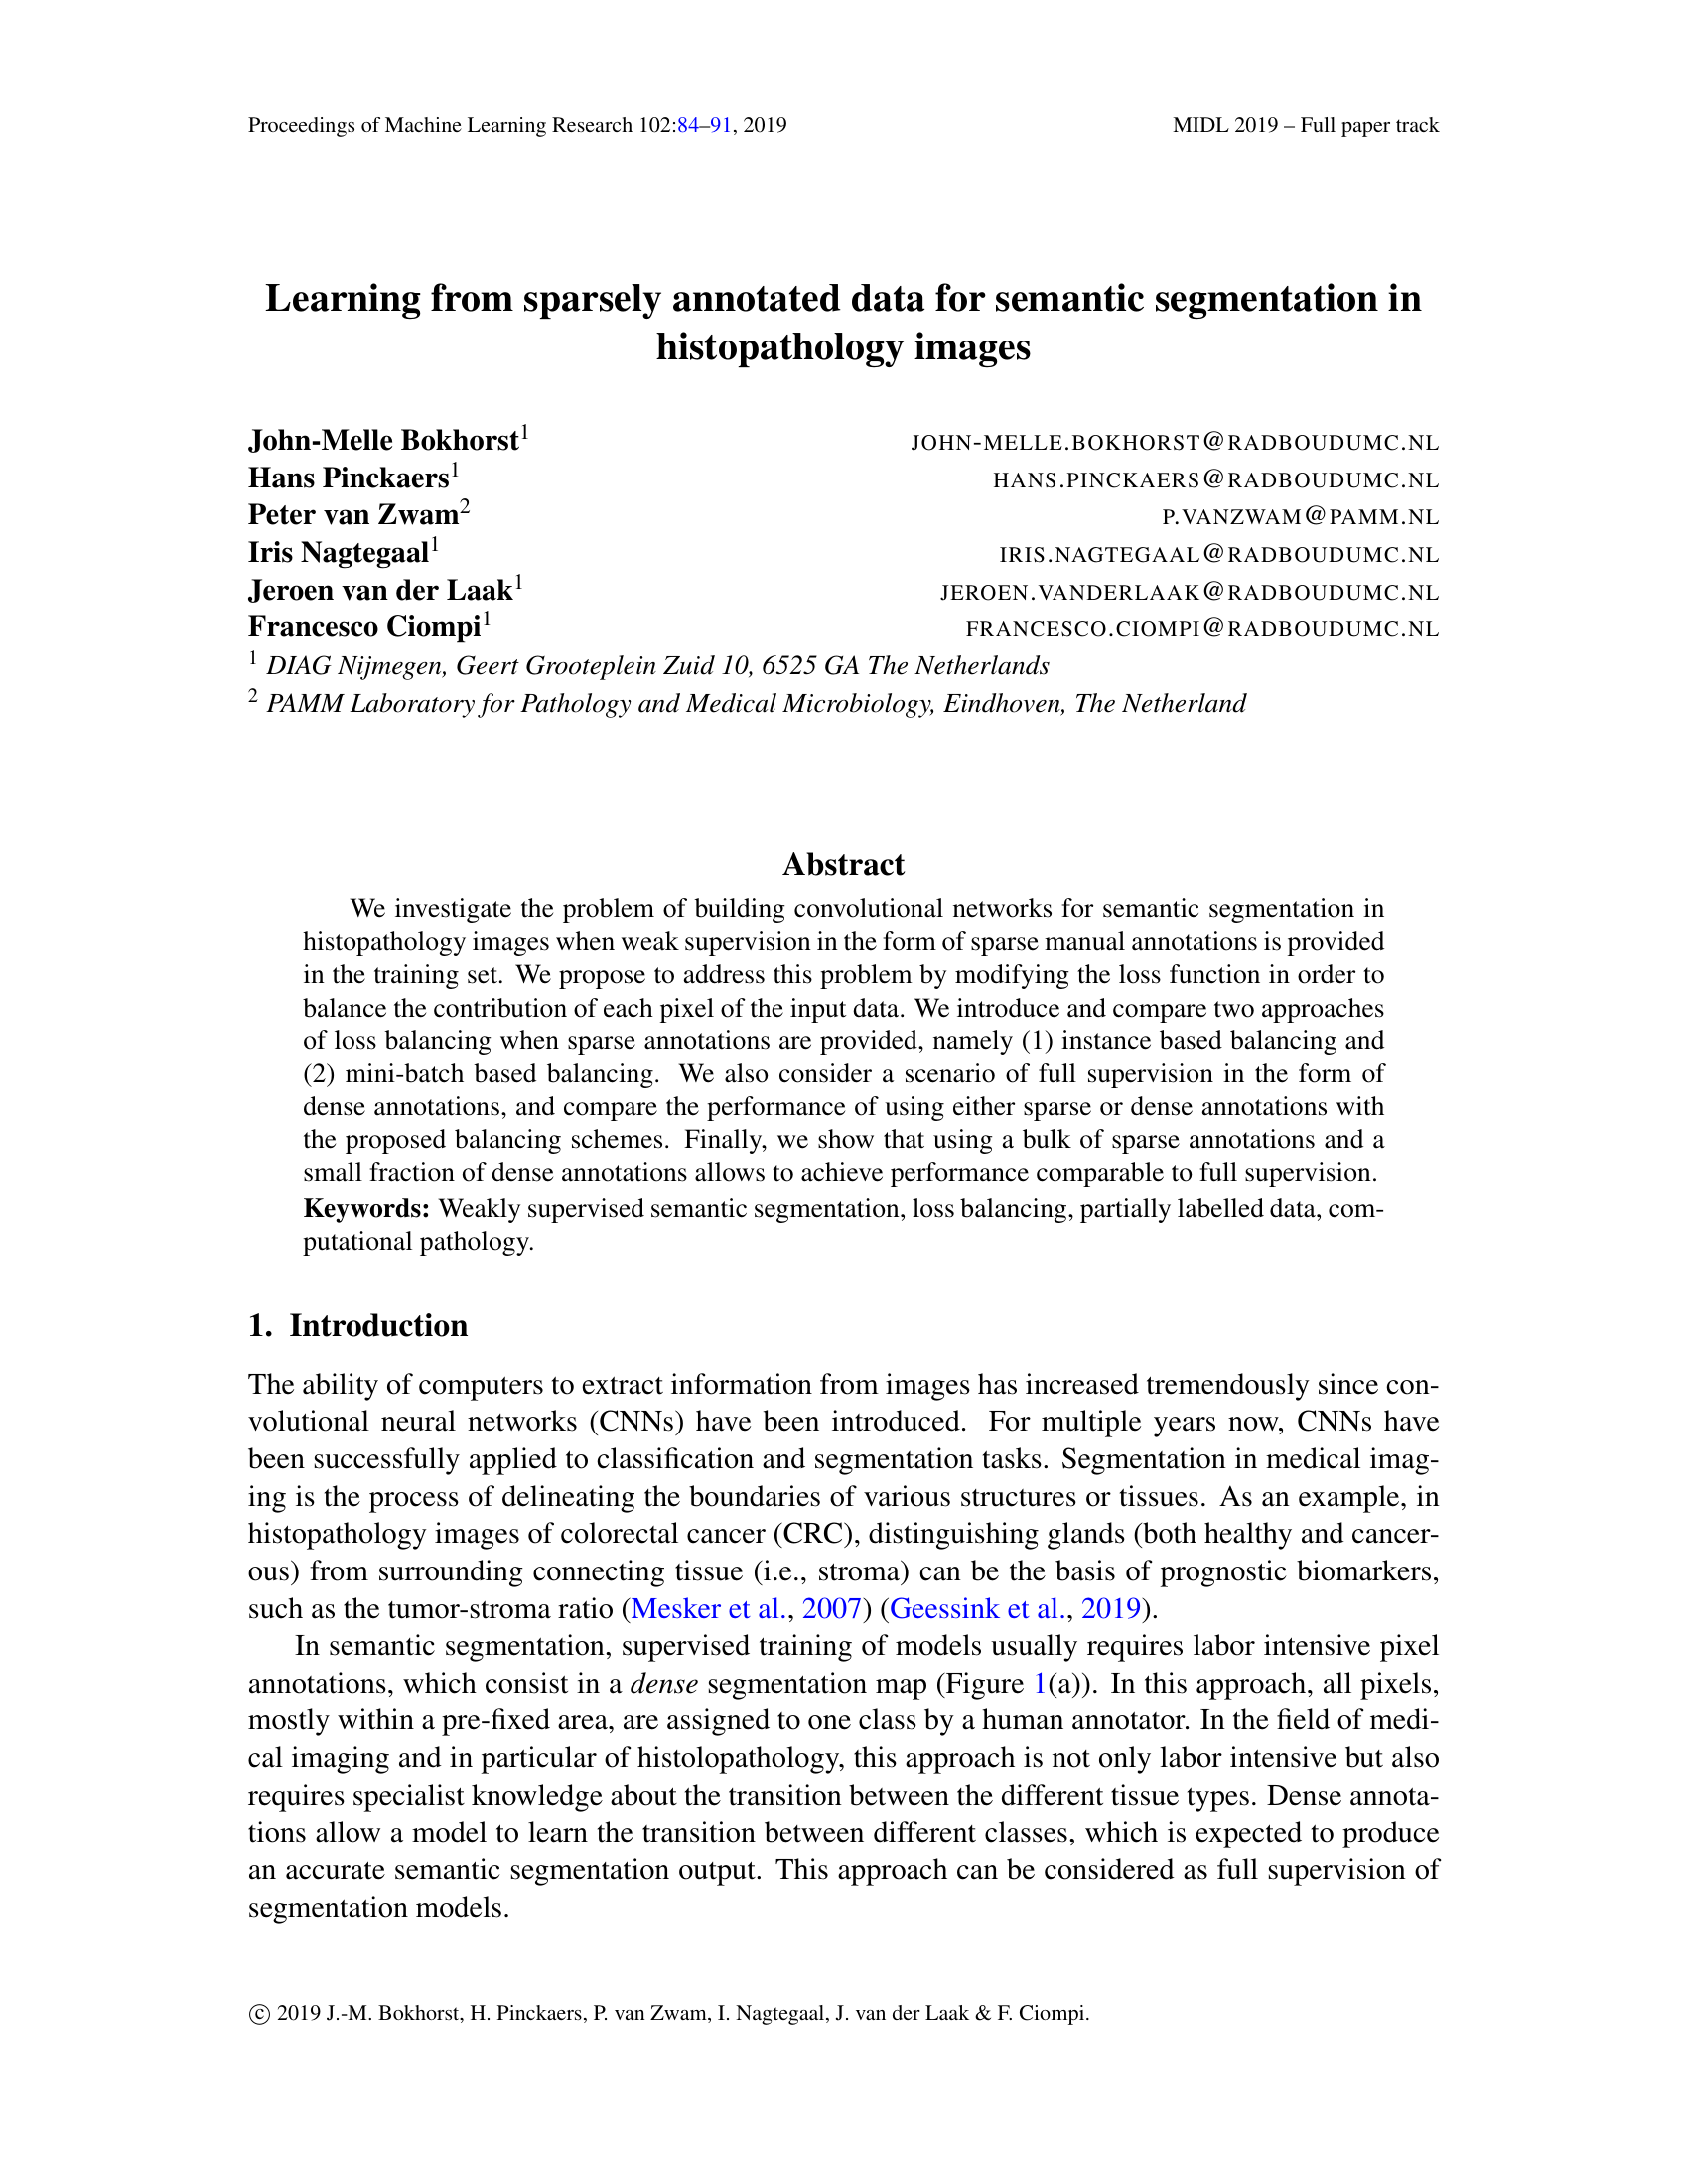 Proceedings of Machine Learning Research 102:84–91, 2019 MIDL 2019 – Full paper track
Learning from sparsely annotated data for semantic segmentation in
histopathology images
John-Melle Bokhorst1 JOHN-MELLE.BOKHORST@RADBOUDUMC.NL
Hans Pinckaers1 HANS.PINCKAERS@RADBOUDUMC.NL
Peter van Zwam2 P.VANZWAM@PAMM.NL
Iris Nagtegaal1 IRIS.NAGTEGAAL@RADBOUDUMC.NL
Jeroen van der Laak1 JEROEN.VANDERLAAK@RADBOUDUMC.NL
Francesco Ciompi1 FRANCESCO.CIOMPI@RADBOUDUMC.NL
1 DIAG Nijmegen, Geert Grooteplein Zuid 10, 6525 GA The Netherlands
2 PAMM Laboratory for Pathology and Medical Microbiology, Eindhoven, The Netherland
Abstract
We investigate the problem of building convolutional networks for semantic segmentation in
histopathology images when weak supervision in the form of sparse manual annotations is provided
in the training set. We propose to address this problem by modifying the loss function in order to
balance the contribution of each pixel of the input data. We introduce and compare two approaches
of loss balancing when sparse annotations are provided, namely (1) instance based balancing and
(2) mini-batch based balancing. We also consider a scenario of full supervision in the form of
dense annotations, and compare the performance of using either sparse or dense annotations with
the proposed balancing schemes. Finally, we show that using a bulk of sparse annotations and a
small fraction of dense annotations allows to achieve performance comparable to full supervision.
Keywords: Weakly supervised semantic segmentation, loss balancing, partially labelled data, com-
putational pathology.
1. Introduction
The ability of computers to extract information from images has increased tremendously since con-
volutional neural networks (CNNs) have been introduced. For multiple years now, CNNs have
been successfully applied to classification and segmentation tasks. Segmentation in medical imag-
ing is the process of delineating the boundaries of various structures or tissues. As an example, in
histopathology images of colorectal cancer (CRC), distinguishing glands (both healthy and cancer-
ous) from surrounding connecting tissue (i.e., stroma) can be the basis of prognostic biomarkers,
such as the tumor-stroma ratio (Mesker et al., 2007) (Geessink et al., 2019).
In semantic segmentation, supervised training of models usually requires labor intensive pixel
annotations, which consist in a dense segmentation map (Figure 1(a)). In this approach, all pixels,
mostly within a pre-fixed area, are assigned to one class by a human annotator. In the field of medi-
cal imaging and in particular of histolopathology, this approach is not only labor intensive but also
requires specialist knowledge about the transition between the different tissue types. Dense annota-
tions allow a model to learn the transition between different classes, which is expected to produce
an accurate semantic segmentation output. This approach can be considered as full supervision of
segmentation models.
© 2019 J.-M. Bokhorst, H. Pinckaers, P. van Zwam, I. Nagtegaal, J. van der Laak & F. Ciompi.